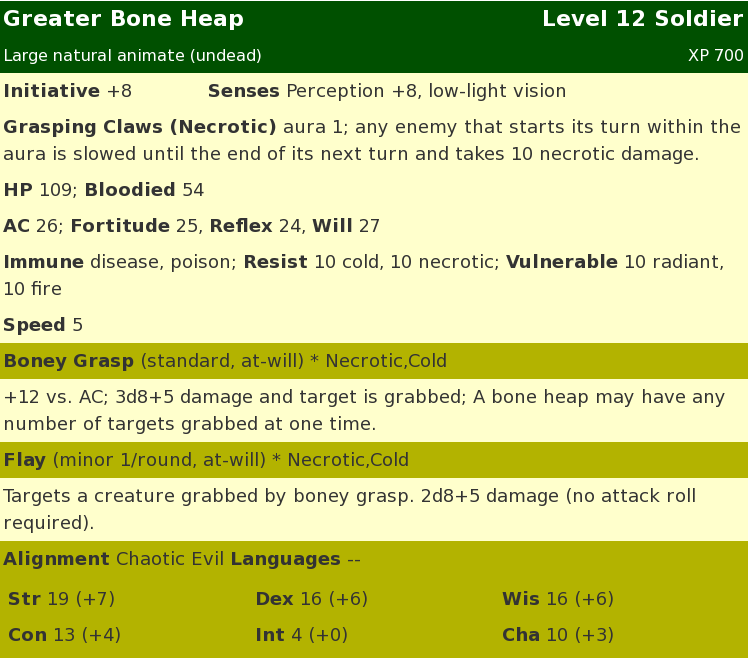 Greater Bone Heap Level 12 Soldier
Large natural animate (undead) XP 700
Initiative +8 Senses Perception +8, low-light vision
Grasping Claws (Necrotic) aura 1; any enemy that starts its turn within the
aura is slowed until the end of its next turn and takes 10 necrotic damage.
HP 109; Bloodied 54
AC 26; Fortitude 25, Reflex 24, Will 27
Immune disease, poison; Resist 10 cold, 10 necrotic; Vulnerable 10 radiant,
10 fire
Speed 5
Boney Grasp (standard, at-will) * Necrotic,Cold
+12 vs. AC; 3d8+5 damage and target is grabbed; A bone heap may have any
number of targets grabbed at one time.
Flay (minor 1/round, at-will) * Necrotic,Cold
Targets a creature grabbed by boney grasp. 2d8+5 damage (no attack roll
required).
Alignment Chaotic Evil Languages --
Str 19 (+7) Dex 16 (+6) Wis 16 (+6)
Con 13 (+4) Int 4 (+0) Cha 10 (+3)